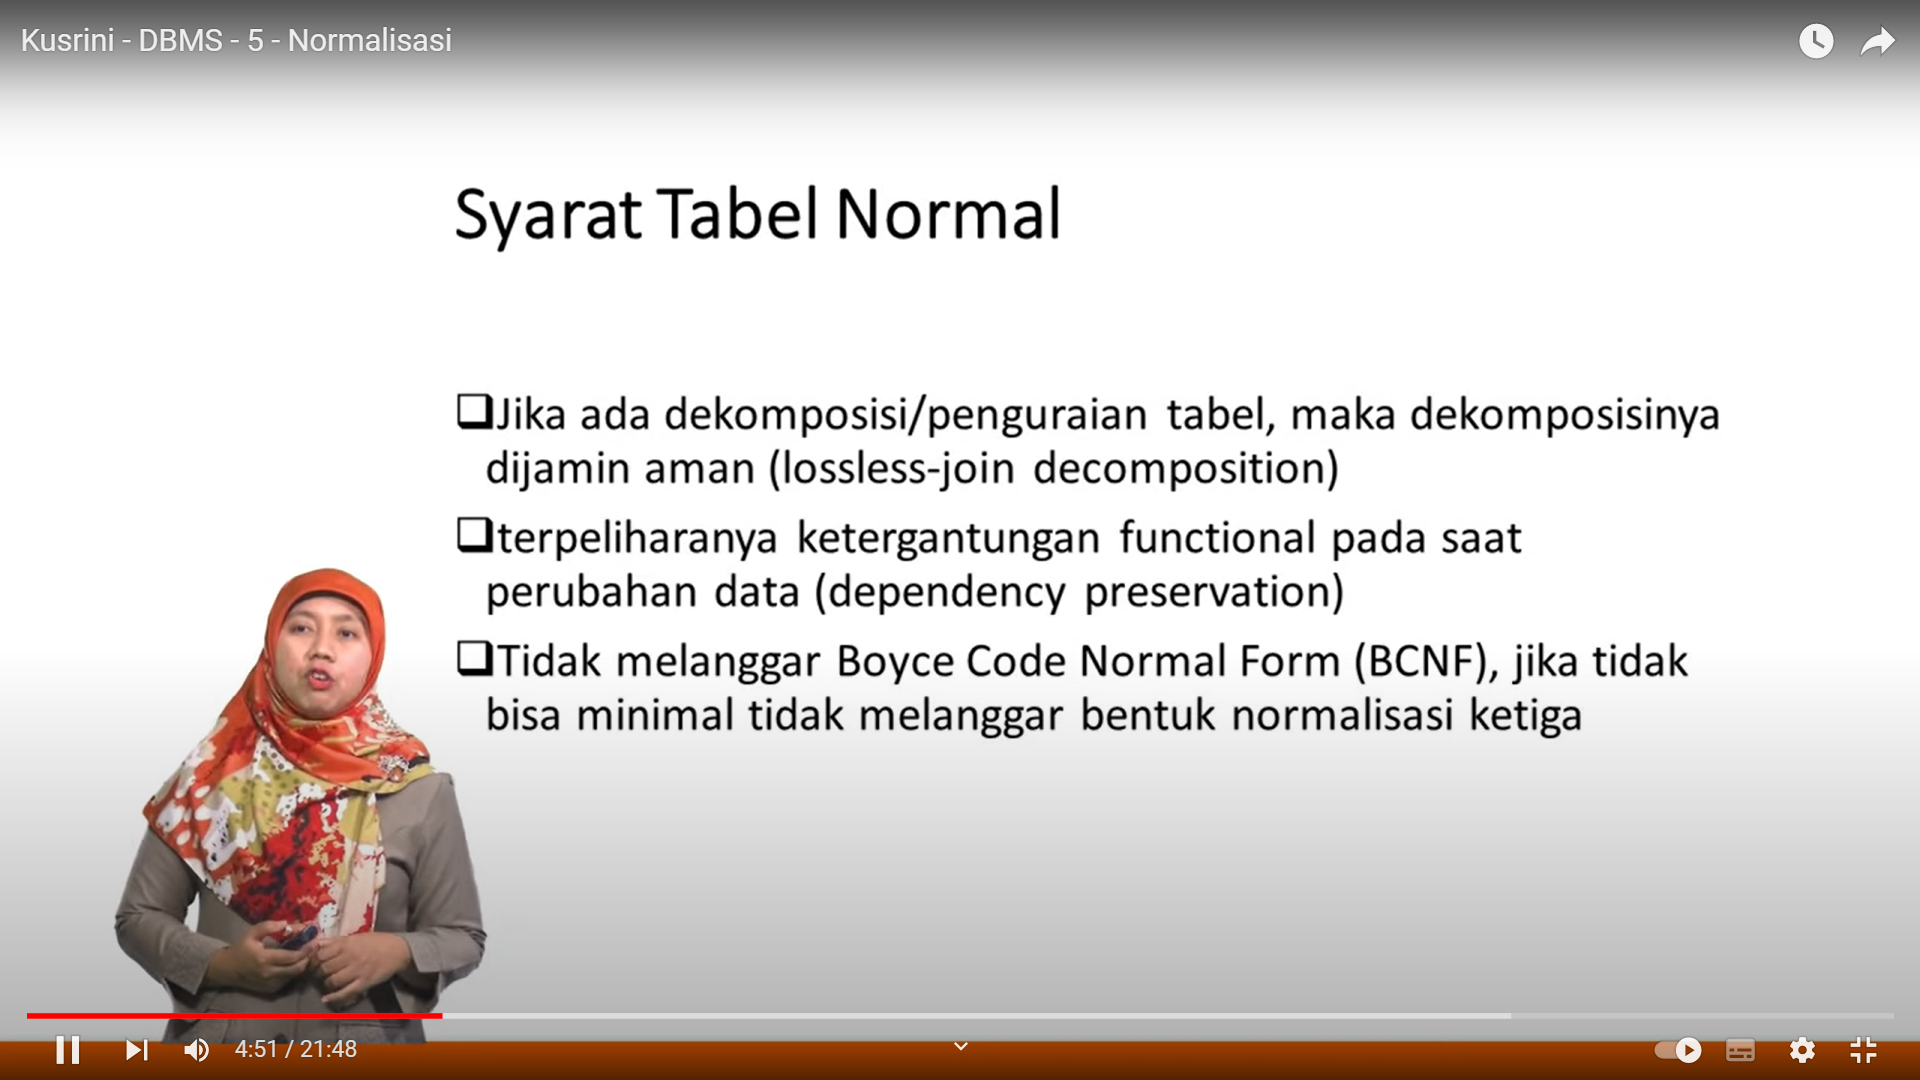 Kusrini - DBMS - 5 - Normalisasi
Syarat Tabel Normal
Jika ada dekomposisi/penguraian tabel, maka dekomposisinya
dijamin aman (lossless-join decomposition)
terpeliharanya ketergantungan functional pada saat
perubahan data (dependency preservation)
Tidak melanggar Boyce Code Normal Form (BCNF), jika tidak
bisa minimal tidak melanggar bentuk normalisasi ketiga
4:51 / 21:48